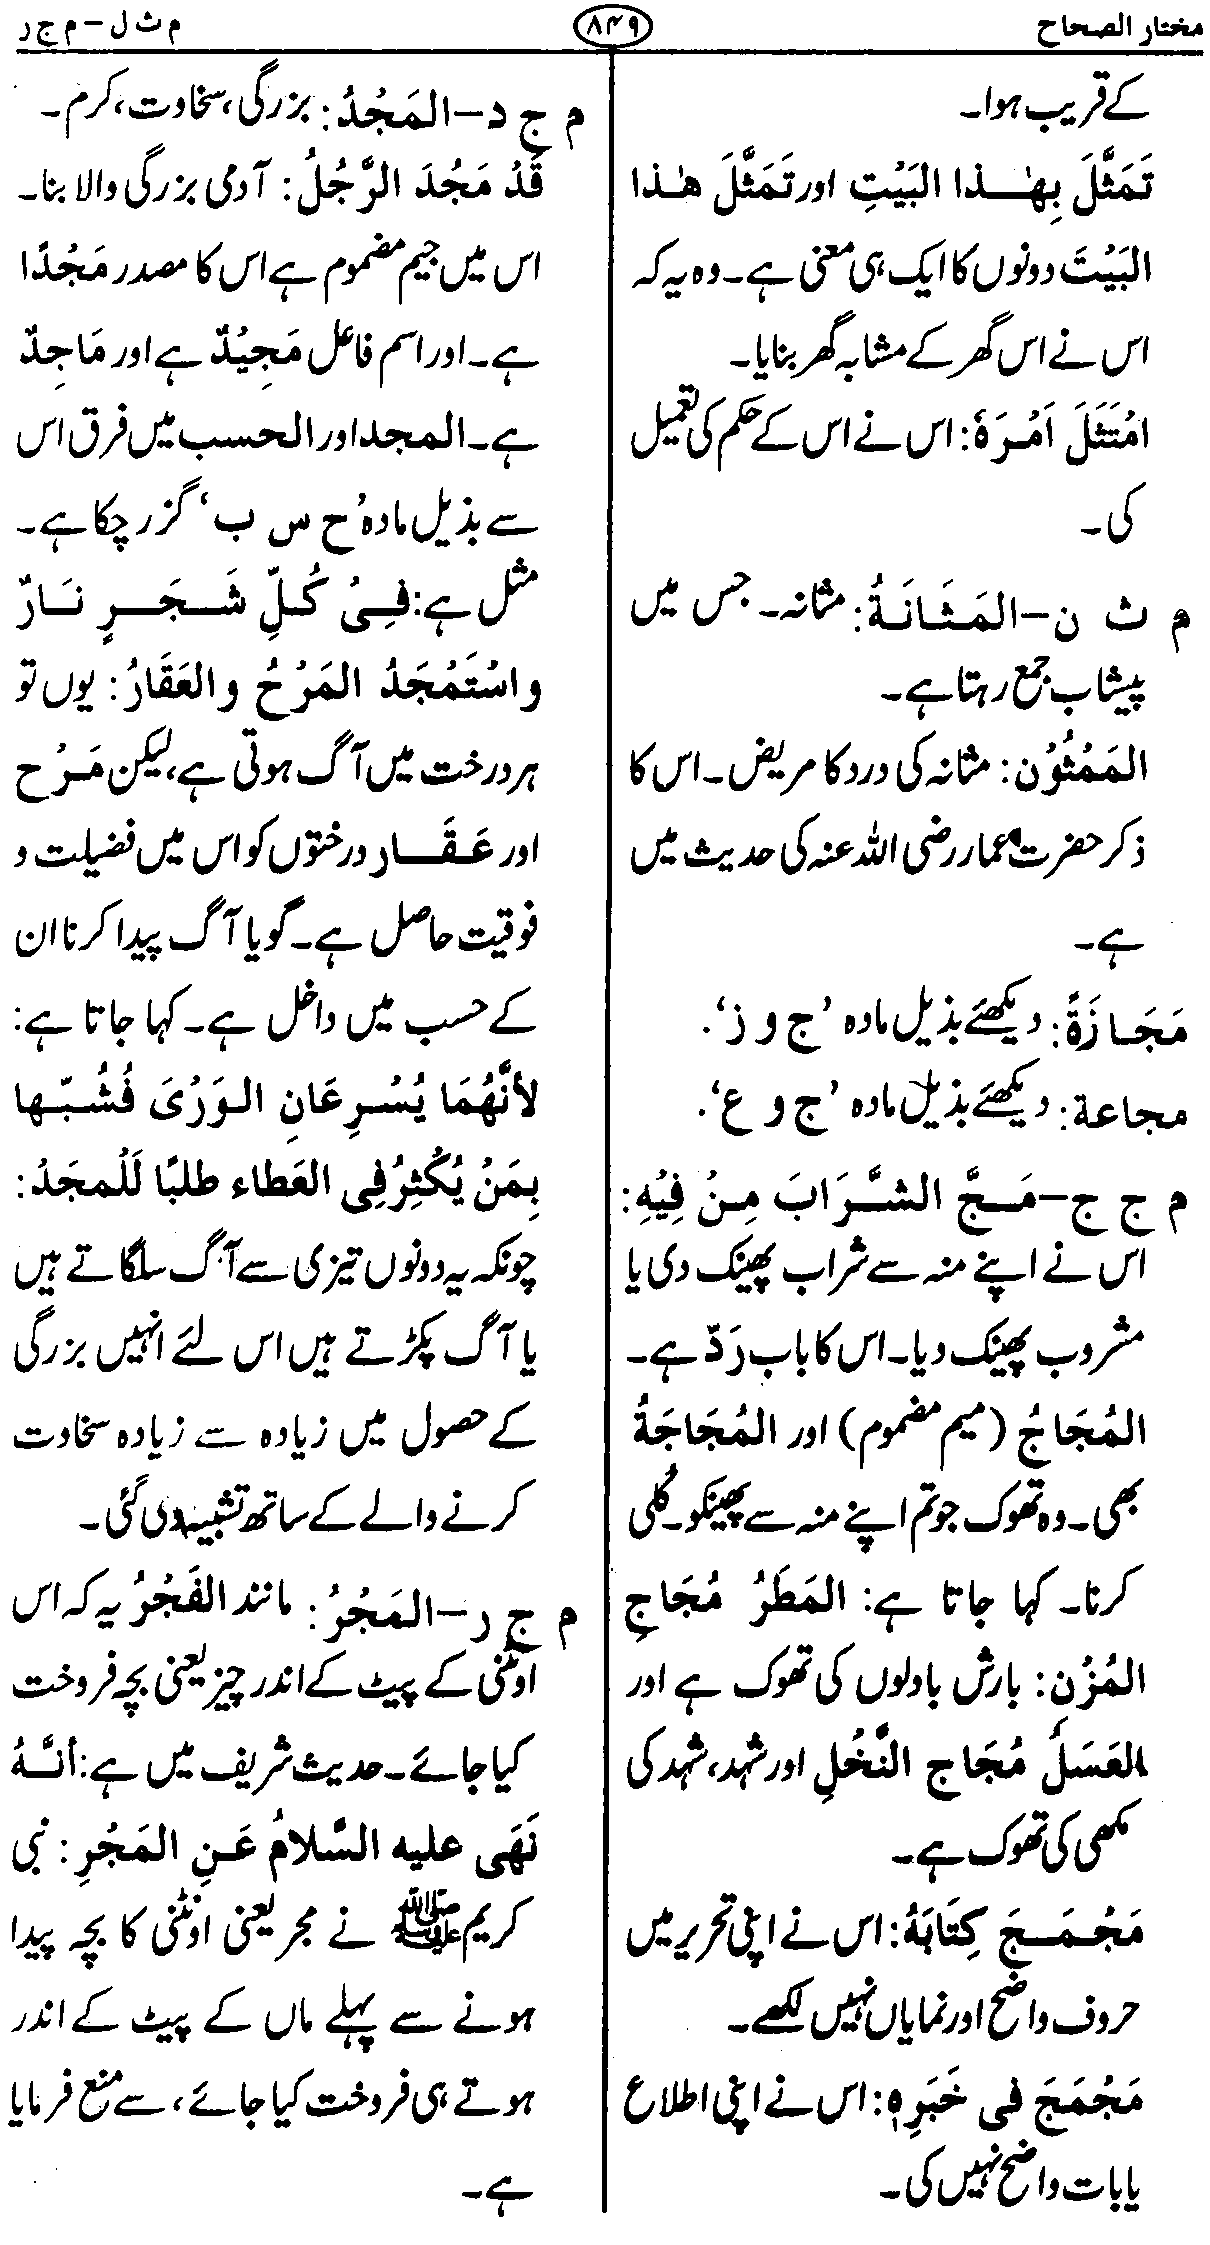 مختار الصحاح
۸۴۹
م ث ل – م ج ر
کے قریب ہوا۔
تَمَثَّلَ بِهٰذا البَيْتِ اور تَمَثَّلَ هٰذا
البَيْتَ دونوں کا ایک ہی معنی ہے۔ وہ یہ کہ
اس نے اس گھر کے مشابہ گھر بنایا۔
امْتَثَلَ اَمْرَهٗ: اس نے اس کے حکم کی تعمیل
کی۔
م ث ن – المَثَانَةُ: مثانہ۔ جس میں
پیشاب جمع رہتا ہے۔
المَمْثُوْن: مثانہ کی درد کا مریض۔ اس کا
ذکر حضرت عمار رضی اللہ عنہ کی حدیث میں
ہے۔
مَجَازَةً: دیکھئے بذیل مادہ 'ج و ز'.
مجاعة: دیکھئے بذیل مادہ 'ج و ع'.
م ج ج – مَجَّ الشَّرَابَ مِنْ فِيْهِ:
اس نے اپنے منہ سے شراب پھینک دی یا
مشروب پھینک دیا۔ اس کا باب رَدّ ہے۔
المُجَاجُ (میم مضموم) اور المُجَاجَةُ
بھی۔ وہ تھوک جو تم اپنے منہ سے پھینکو۔ کُلی
کرنا۔ کہا جاتا ہے: المَطَرُ مُجَاجِ
المُزْنِ: بارش بادلوں کی تھوک ہے اور
العَسَلُ مُجَاج النَّحْلِ اور شہد، شہد کی
مکھی کی تھوک ہے۔
مَجْمَجَ كِتَابَهُ: اس نے اپنی تحریر میں
حروف واضح اور نمایاں نہیں لکھے۔
مَجْمَجَ فی خَبَرِہٖ: اس نے اپنی اطلاع
یا بات واضح نہیں کی۔
م ج د – المَجْدُ: بزرگی، سخاوت، کرم۔
قَدْ مَجُدَ الرَّجُلُ: آدمی بزرگی والا بنا۔
اس میں جیم مضموم ہے اس کا مصدر مَجْدًا
ہے۔ اور اسم فاعل مَجِيْدٌ ہے اور مَاجِدٌ
ہے۔ المجد اور الحسب میں فرق اس
سے بذیل مادہ 'ح س ب' گزر چکا ہے۔
مثل ہے: فِىْ كُلِّ شَجَرٍ نَارٌ
واسْتَمْجَدُ المَرْخُ والعَقَارُ: یوں تو
ہر درخت میں آگ ہوتی ہے، لیکن مَرْح
اور عَقَار درختوں کو اس میں فضیلت و
فوقیت حاصل ہے۔ گویا آگ پیدا کرنا ان
کے حسب میں داخل ہے۔ کہا جاتا ہے:
لأنَّهُمَا يُسْرِعَانِ الوَرْىَ فَشُبّها
بِمَنْ يُكْثِرُ فِى العَطاء طلبًا لَلْمجَدْ:
چونکہ یہ دونوں تیزی سے آگ سلگاتے ہیں
یا آگ پکڑتے ہیں اس لئے انہیں بزرگی
کے حصول میں زیادہ سے زیادہ سخاوت
کرنے والے کے ساتھ تشبیہ دی گئی۔
م ج ر – المَجْرُ: مانند الفَجْرُ یہ کہ اس
اونٹنی کے پیٹ کے اندر چیز یعنی بچہ فروخت
کیا جائے۔ حدیث شریف میں ہے: أنَّهُ
نَهَى عليه السَّلامُ عَنِ المَجْرِ: نبی
کریم ﷺ نے مجر یعنی اونٹنی کا بچہ پیدا
ہونے سے پہلے ماں کے پیٹ کے اندر
ہوتے ہی فروخت کیا جائے، سے منع فرمایا
ہے۔